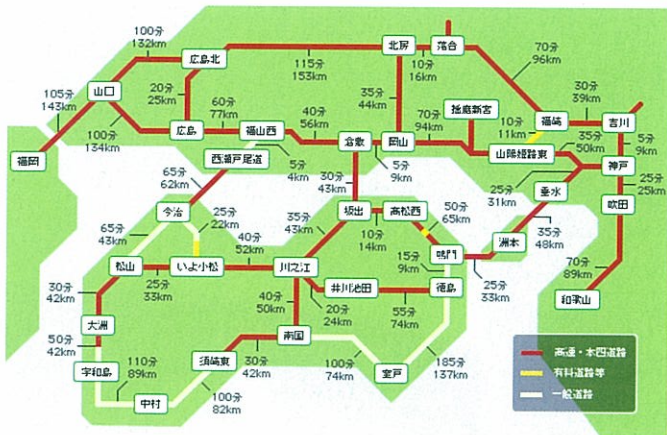 100分
132km
広島北
115分
153km
北房
落合
10分
16km
70分
96km
105分
143km
山口
20分
25km
60分
77km
40分
56km
35分
44km
70分
94km
播磨新宮
10分
11km
福崎
30分
39km
吉川
100分
134km
広島
福山西
倉敷
岡山
山陽姫路東
35分
50km
5分
9km
福岡
西瀬戸尾道
5分
4km
5分
9km
神戸
65分
62km
30分
43km
25分
31km
垂水
25分
25km
吹田
今治
坂出
高松西
50分
65km
65分
43km
25分
22km
35分
43km
10分
14km
鳴門
洲本
35分
48km
40分
52km
15分
9km
松山
いよ小松
川之江
井川池田
徳島
25分
33km
70分
89km
和歌山
30分
42km
25分
33km
40分
50km
20分
24km
55分
74km
大洲
50分
42km
須崎東
南国
宇和島
110分
89km
30分
42km
100分
74km
室戸
185分
137km
中村
100分
82km
高速・本四道路
有料道路等
一般道路